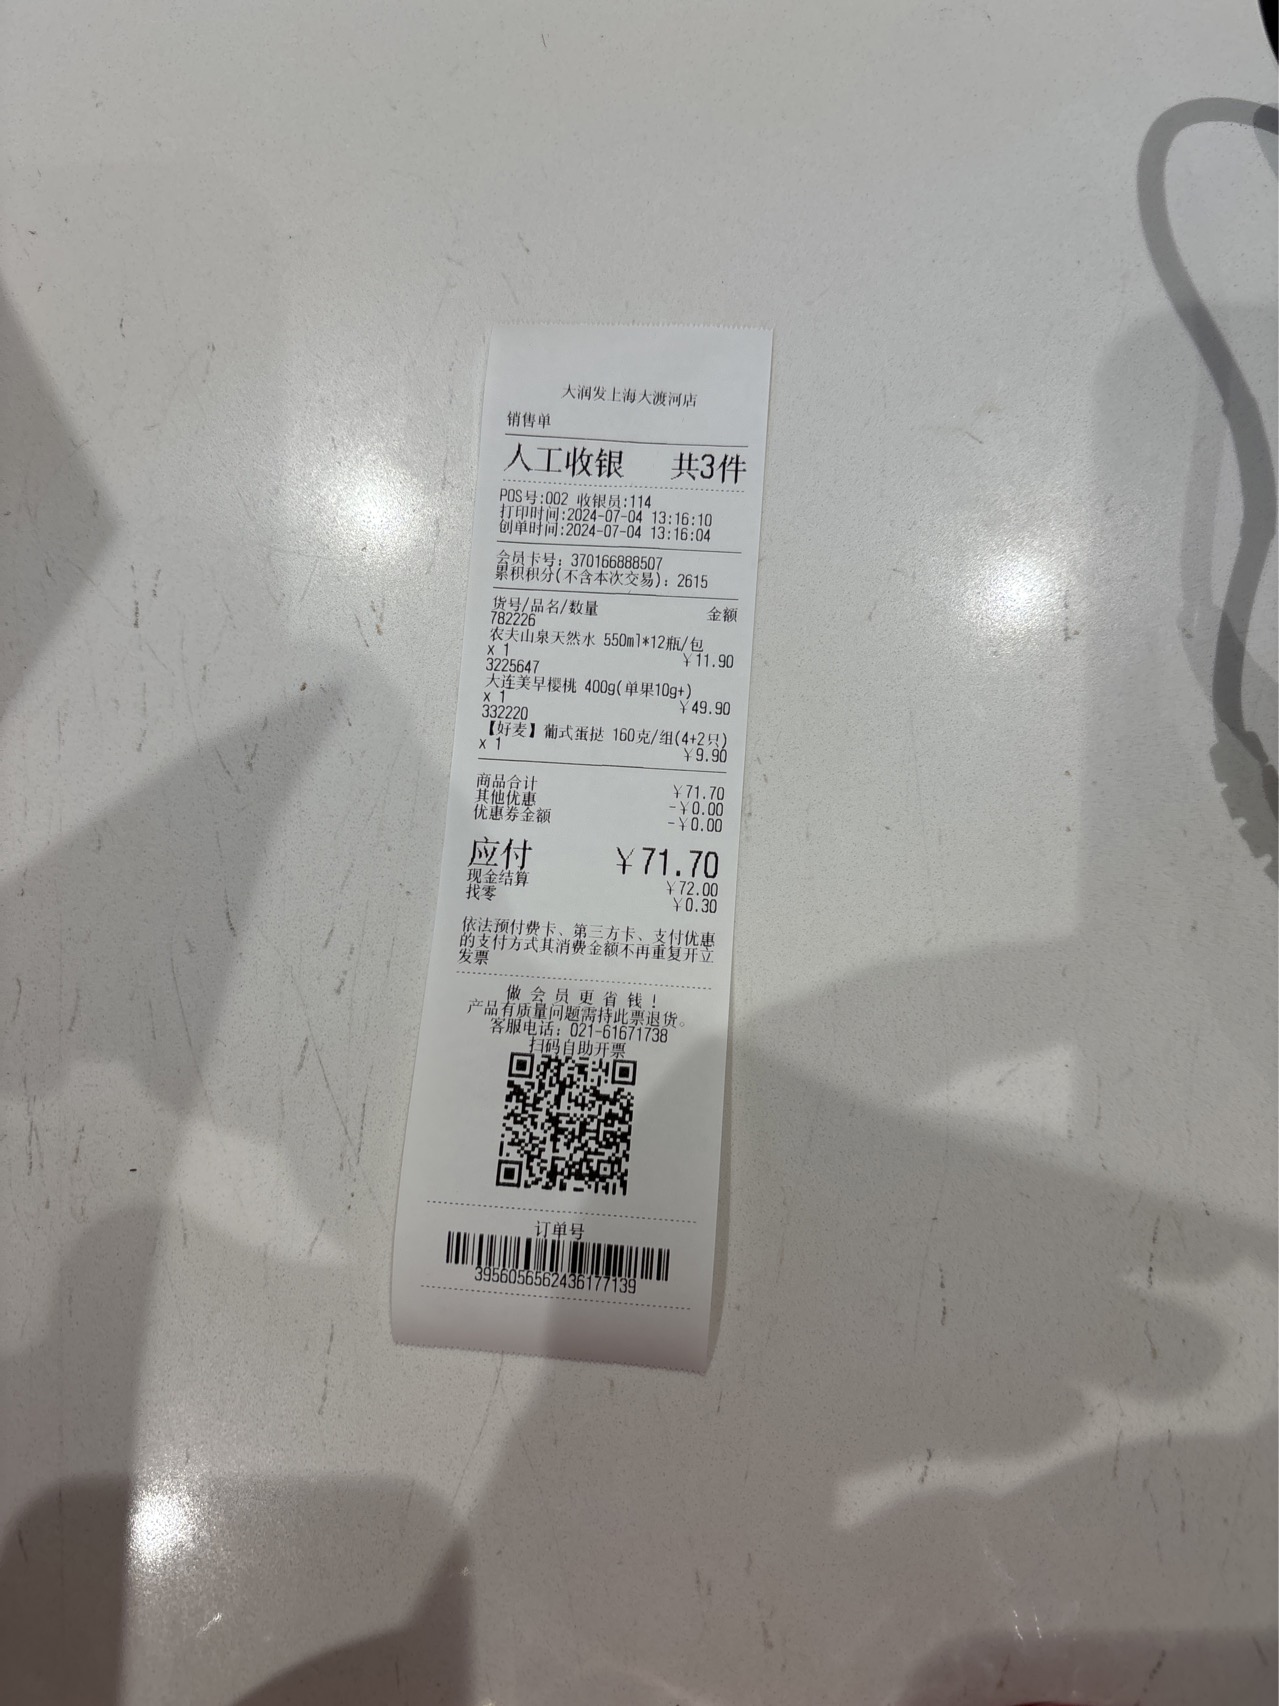 大润发上海大渡河店
销售单
人工收银 共3件
POS号:002 收银员:114
打印时间:2024-07-04 13:16:10
创单时间:2024-07-04 13:16:04
会员卡号: 370166888507
累积积分(不含本次交易): 2615
货号/品名/数量 金额
782226
农夫山泉天然水 550ml*12瓶/包
x 1 ¥11.90
3225647
大连美早樱桃 400g(单果10g+)
x 1 ¥49.90
332220
【好麦】葡式蛋挞 160克/组(4+2只)
x 1 ¥9.90
商品合计 ¥71.70
其他优惠 -¥0.00
优惠券金额 -¥0.00
应付 ¥71.70
现金结算 ¥72.00
找零 ¥0.30
依法预付费卡、第三方卡、支付优惠
的支付方式其消费金额不再重复开立
发票
做会员更省钱!
产品有质量问题需持此票退货。
客服电话: 021-61671738
扫码自助开票
订单号
3956056562436177139